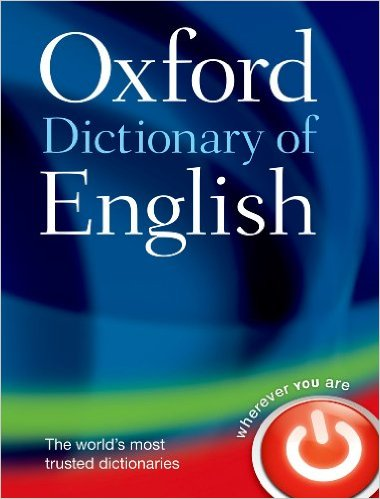 Oxford
Dictionary of
English
wherever YOU are
The world's most
trusted dictionaries